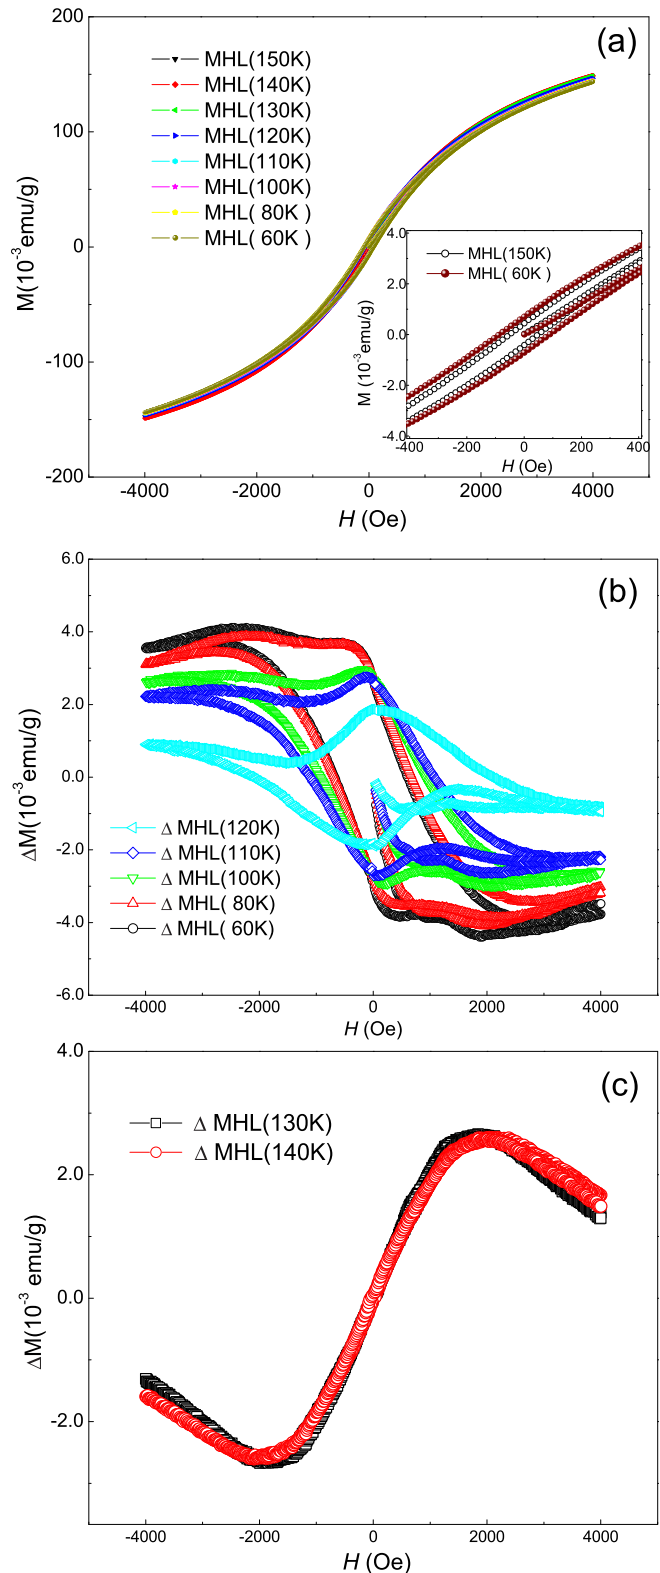 200
(a)
MHL(150K)
MHL(140K)
MHL(130K)
MHL(120K)
MHL(110K)
MHL(100K)
MHL( 80K )
MHL( 60K )
100
0
-100
-200
M(10⁻³emu/g)
-4000 -2000 0 2000 4000
H (Oe)
4.0
MHL(150K)
MHL( 60K )
2.0
0.0
-2.0
-4.0
M (10⁻³emu/g)
-400 -200 0 200 400
H (Oe)
6.0
(b)
4.0
2.0
0.0
-2.0
-4.0
-6.0
ΔM(10⁻³emu/g)
Δ MHL(120K)
Δ MHL(110K)
Δ MHL(100K)
Δ MHL( 80K)
Δ MHL( 60K)
-4000 -2000 0 2000 4000
H (Oe)
4.0
(c)
Δ MHL(130K)
Δ MHL(140K)
2.0
0.0
-2.0
ΔM(10⁻³ emu/g)
-4000 -2000 0 2000 4000
H (Oe)